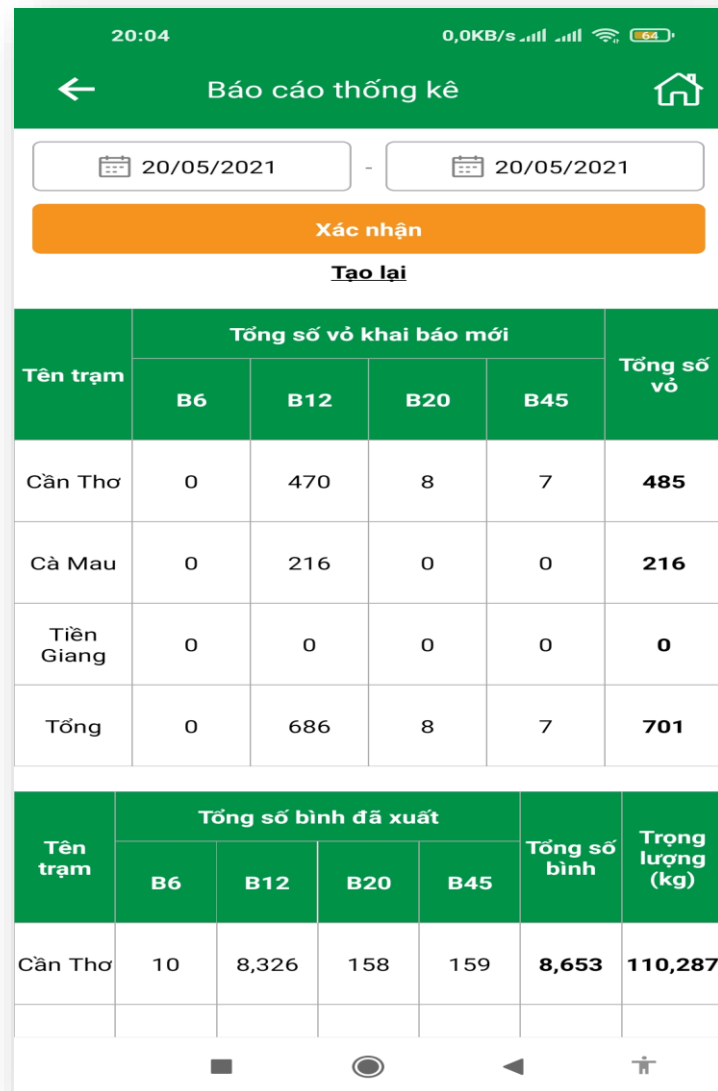 20:04 0,0KB/s 64
Báo cáo thống kê
20/05/2021 - 20/05/2021
Xác nhận
Tạo lại
Tên trạm Tổng số vỏ khai báo mới Tổng số vỏ
B6 B12 B20 B45
Cần Thơ 0 470 8 7 485
Cà Mau 0 216 0 0 216
Tiền Giang 0 0 0 0 0
Tổng 0 686 8 7 701
Tên trạm Tổng số bình đã xuất Tổng số bình Trọng lượng (kg)
B6 B12 B20 B45
Cần Thơ 10 8,326 158 159 8,653 110,287